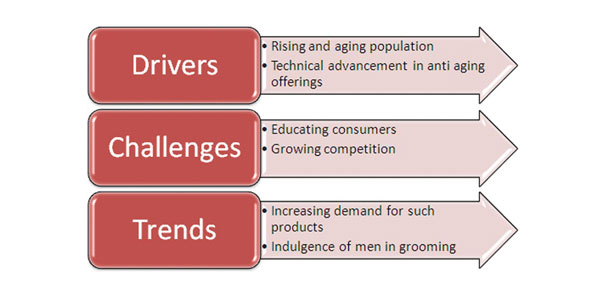 Drivers
• Rising and aging population
• Technical advancement in anti aging
offerings
Challenges
• Educating consumers
• Growing competition
Trends
• Increasing demand for such
products
• Indulgence of men in grooming